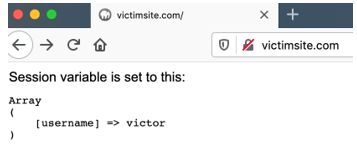 victimsite.com/
victimsite.com
Session variable is set to this:
Array
(
    [username] => victor
)